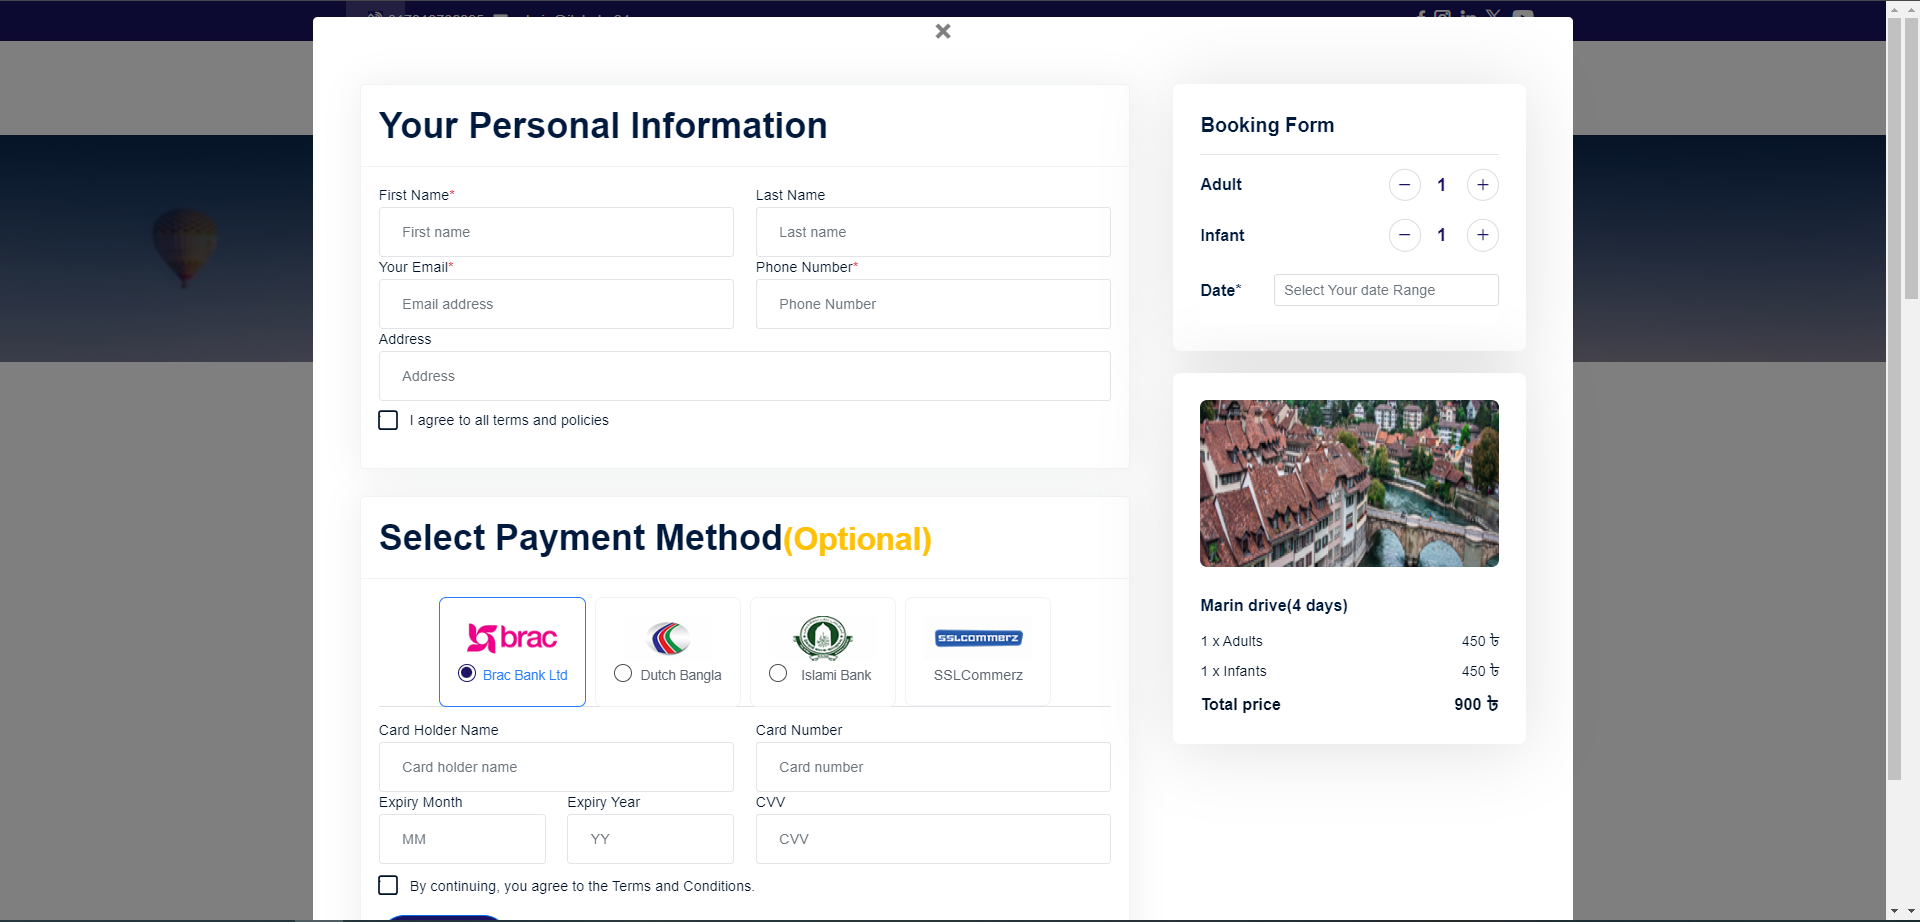 Your Personal Information
First Name*
Last Name
First name
Last name
Your Email*
Phone Number*
Email address
Phone Number
Address
Address
I agree to all terms and policies
Select Payment Method(Optional)
brac
Brac Bank Ltd
Dutch Bangla
Islami Bank
SSLCOMMERZ
SSLCommerz
Card Holder Name
Card Number
Card holder name
Card number
Expiry Month
Expiry Year
CVV
MM
YY
CVV
By continuing, you agree to the Terms and Conditions.
Booking Form
Adult
− 1 +
Infant
− 1 +
Date*
Select Your date Range
Marin drive(4 days)
1 x Adults 450 ৳
1 x Infants 450 ৳
Total price 900 ৳